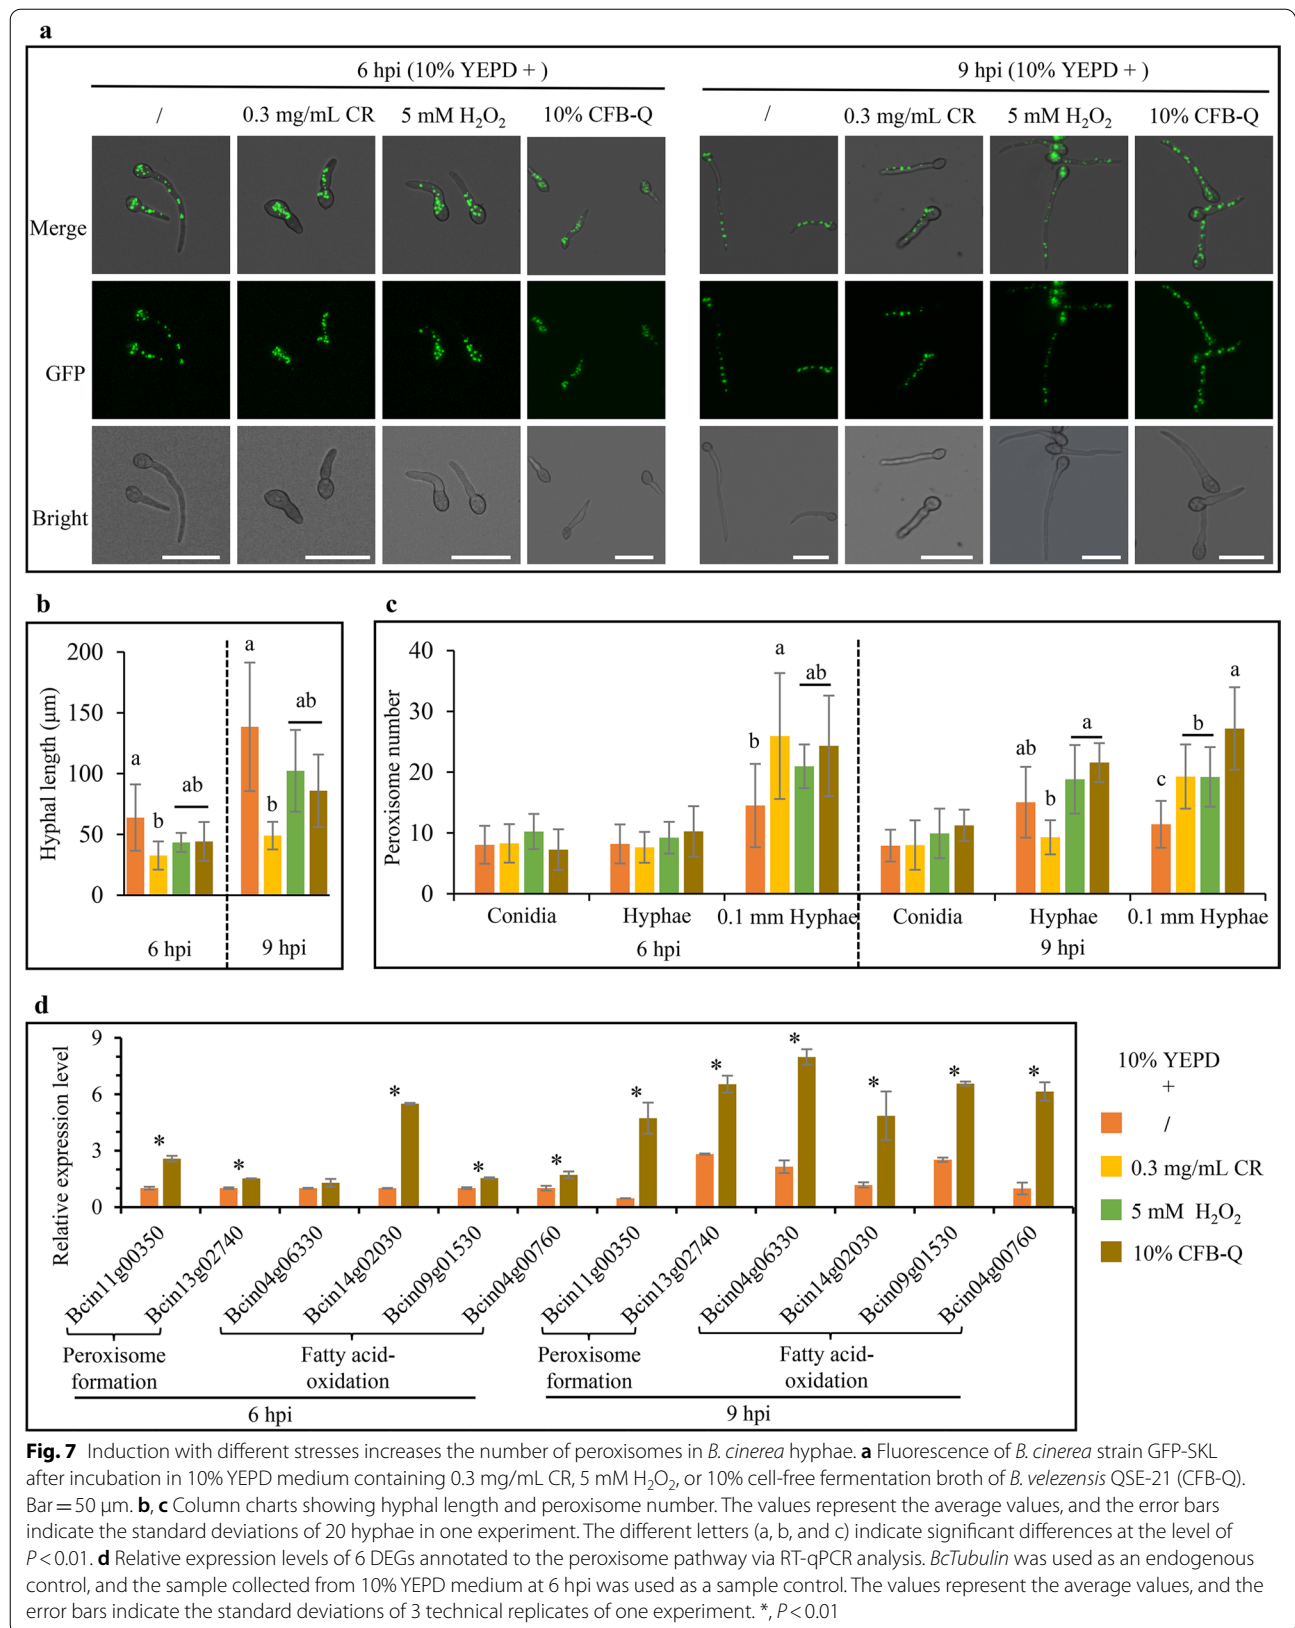 a
6 hpi (10% YEPD + )
9 hpi (10% YEPD + )
/ 0.3 mg/mL CR 5 mM H₂O₂ 10% CFB-Q
/ 0.3 mg/mL CR 5 mM H₂O₂ 10% CFB-Q
Merge
GFP
Bright
b
Hyphal length (μm)
200
150
100
50
0
a
b
ab
a
b
ab
6 hpi
9 hpi
c
Peroxisome number
40
30
20
10
0
b
a
ab
ab
b
a
c
b
a
Conidia Hyphae 0.1 mm Hyphae Conidia Hyphae 0.1 mm Hyphae
6 hpi
9 hpi
d
Relative expression level
9
6
3
0
* * * * * * * * * * *
Bcin11g00350
Bcin13g02740
Bcin04g06330
Bcin14g02030
Bcin09g01530
Bcin04g00760
Bcin11g00350
Bcin13g02740
Bcin04g06330
Bcin14g02030
Bcin09g01530
Bcin04g00760
Peroxisome
formation
Fatty acid-
oxidation
Peroxisome
formation
Fatty acid-
oxidation
6 hpi
9 hpi
10% YEPD
+
/
0.3 mg/mL CR
5 mM H₂O₂
10% CFB-Q
Fig. 7 Induction with different stresses increases the number of peroxisomes in B. cinerea hyphae. a Fluorescence of B. cinerea strain GFP-SKL
after incubation in 10% YEPD medium containing 0.3 mg/mL CR, 5 mM H₂O₂, or 10% cell-free fermentation broth of B. velezensis QSE-21 (CFB-Q).
Bar = 50 μm. b, c Column charts showing hyphal length and peroxisome number. The values represent the average values, and the error bars
indicate the standard deviations of 20 hyphae in one experiment. The different letters (a, b, and c) indicate significant differences at the level of
P < 0.01. d Relative expression levels of 6 DEGs annotated to the peroxisome pathway via RT-qPCR analysis. BcTubulin was used as an endogenous
control, and the sample collected from 10% YEPD medium at 6 hpi was used as a sample control. The values represent the average values, and the
error bars indicate the standard deviations of 3 technical replicates of one experiment. *, P < 0.01